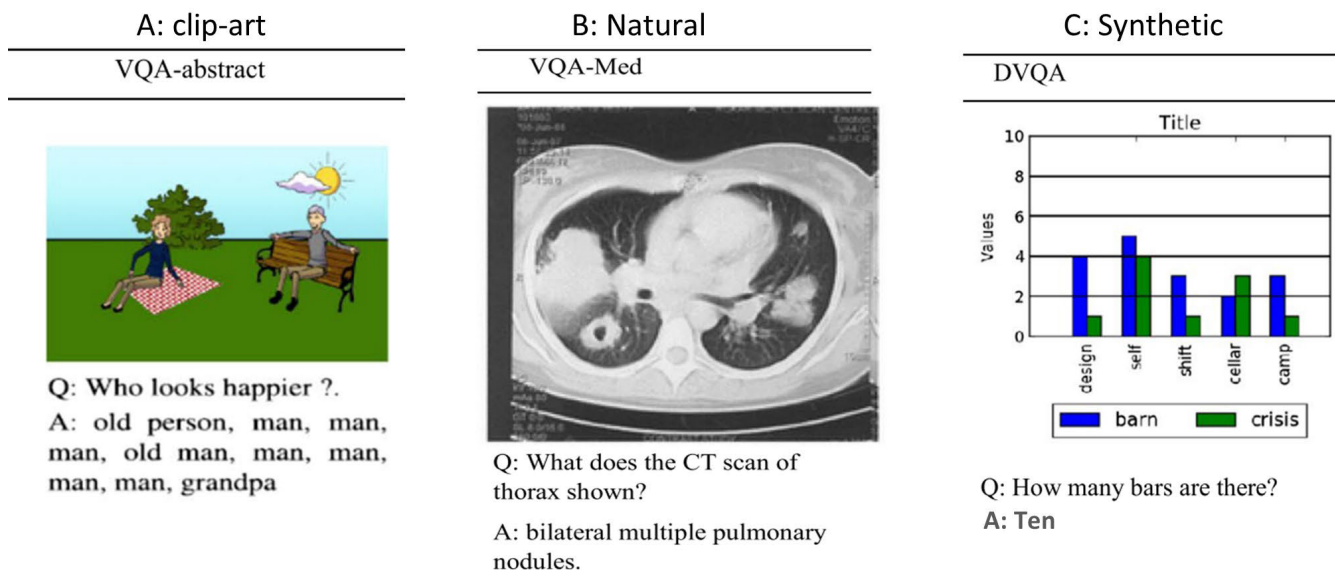 A: clip-art
VQA-abstract
Q: Who looks happier ?.
A: old person, man, man,
man, old man, man, man,
man, man, grandpa
B: Natural
VQA-Med
Q: What does the CT scan of
thorax shown?
A: bilateral multiple pulmonary
nodules.
C: Synthetic
DVQA
Title
10
8
6
4
2
0
Values
design
self
shift
cellar
camp
barn
crisis
Q: How many bars are there?
A: Ten